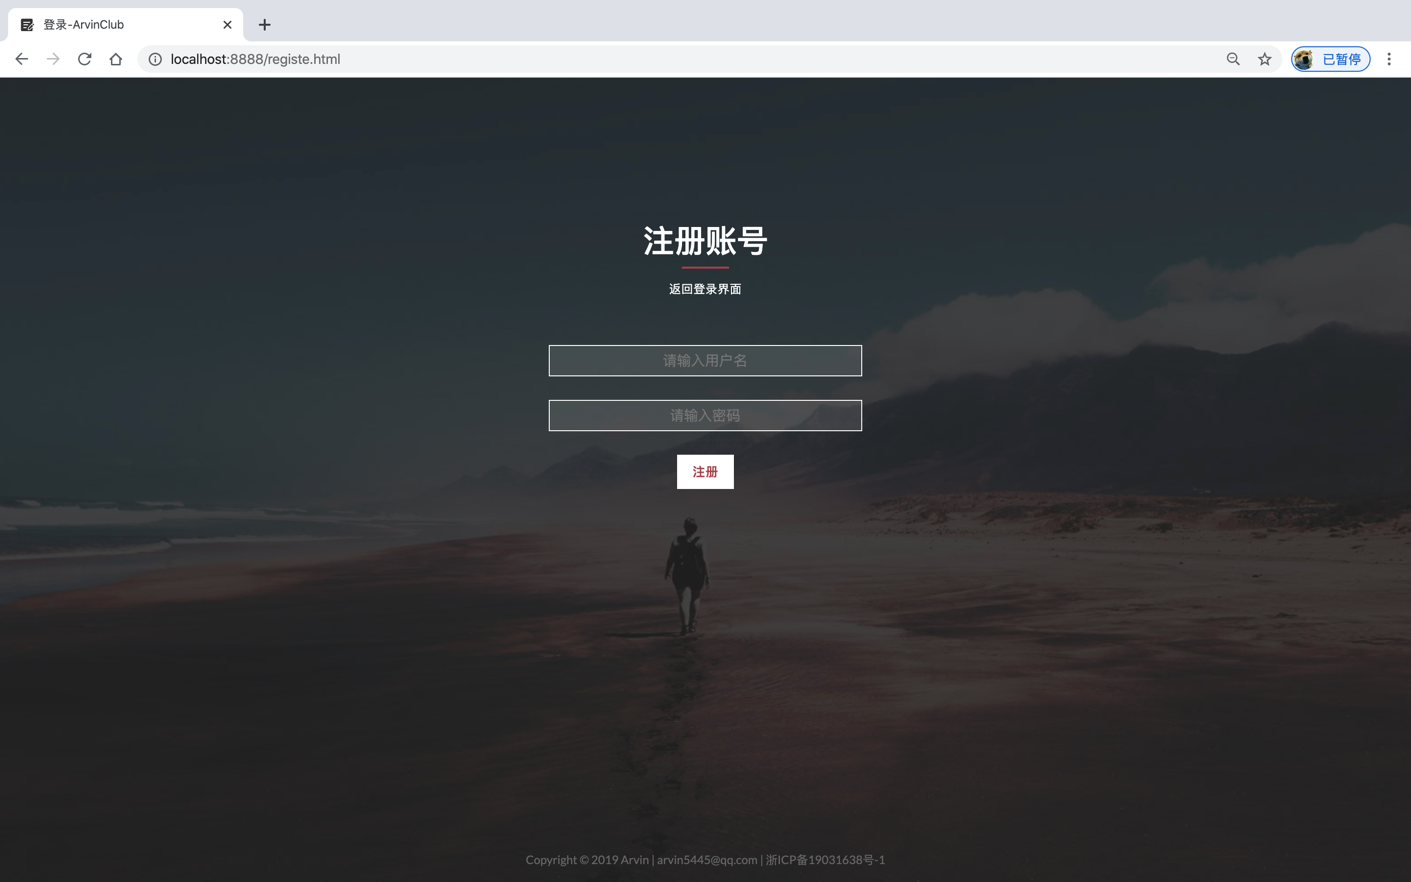 登录-ArvinClub
localhost:8888/registe.html
已暂停
注册账号
返回登录界面
请输入用户名
请输入密码
注册
Copyright © 2019 Arvin | arvin5445@qq.com | 浙ICP备19031638号-1